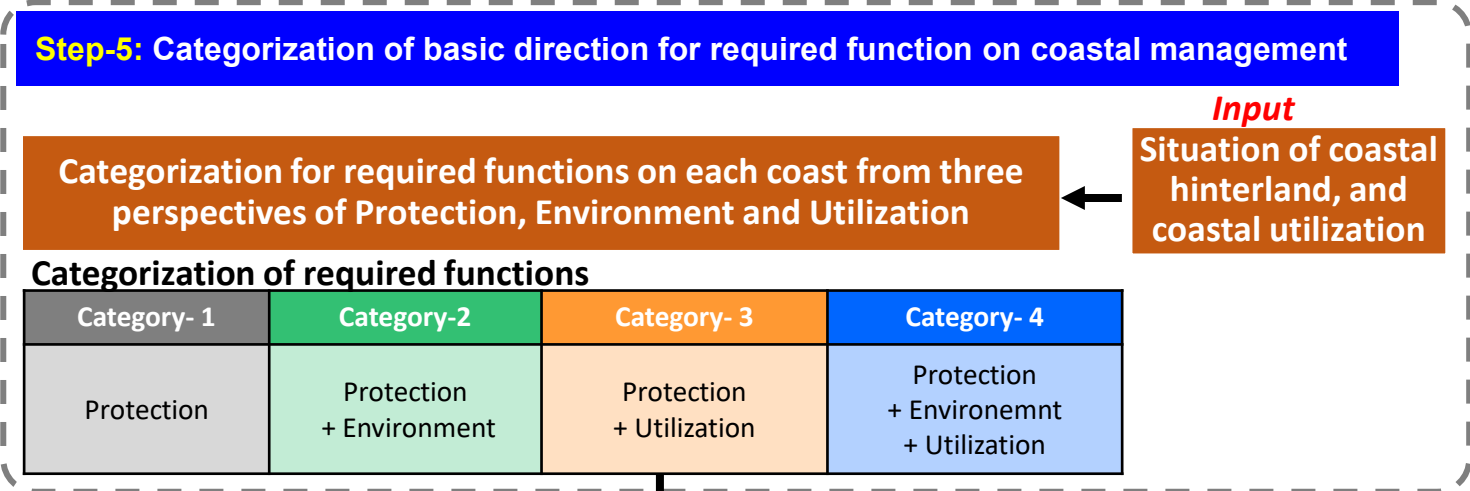 Step-5: Categorization of basic direction for required function on coastal management
Input
Categorization for required functions on each coast from three
perspectives of Protection, Environment and Utilization
Situation of coastal
hinterland, and
coastal utilization
Categorization of required functions
Category- 1
Category-2
Category- 3
Category- 4
Protection
Protection
+ Environment
Protection
+ Utilization
Protection
+ Environemnt
+ Utilization